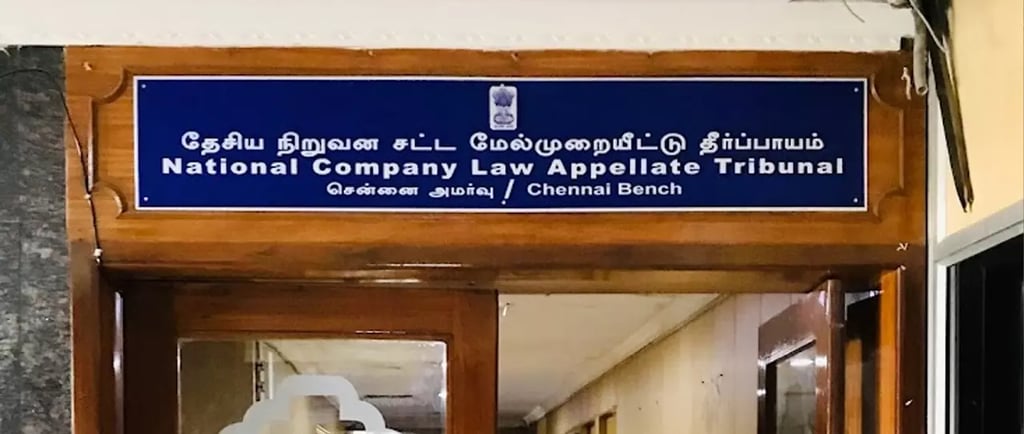 தேசிய நிறுவன சட்ட மேல்முறையீட்டு தீர்ப்பாயம்
National Company Law Appellate Tribunal
சென்னை அமர்வு / Chennai Bench